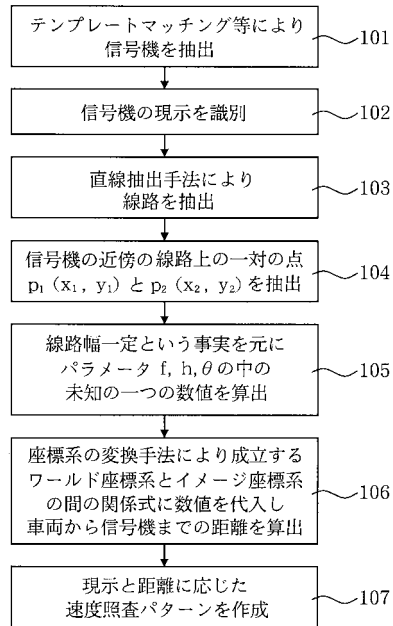 テンプレートマッチング等により
信号機を抽出
101
信号機の現示を識別
102
直線抽出手法により
線路を抽出
103
信号機の近傍の線路上の一対の点
p₁ (x₁, y₁) と p₂ (x₂, y₂) を抽出
104
線路幅一定という事実を元に
パラメータ f, h, θ の中の
未知の一つの数値を算出
105
座標系の変換手法により成立する
ワールド座標系とイメージ座標系
の間の関係式に数値を代入し
車両から信号機までの距離を算出
106
現示と距離に応じた
速度照査パターンを作成
107